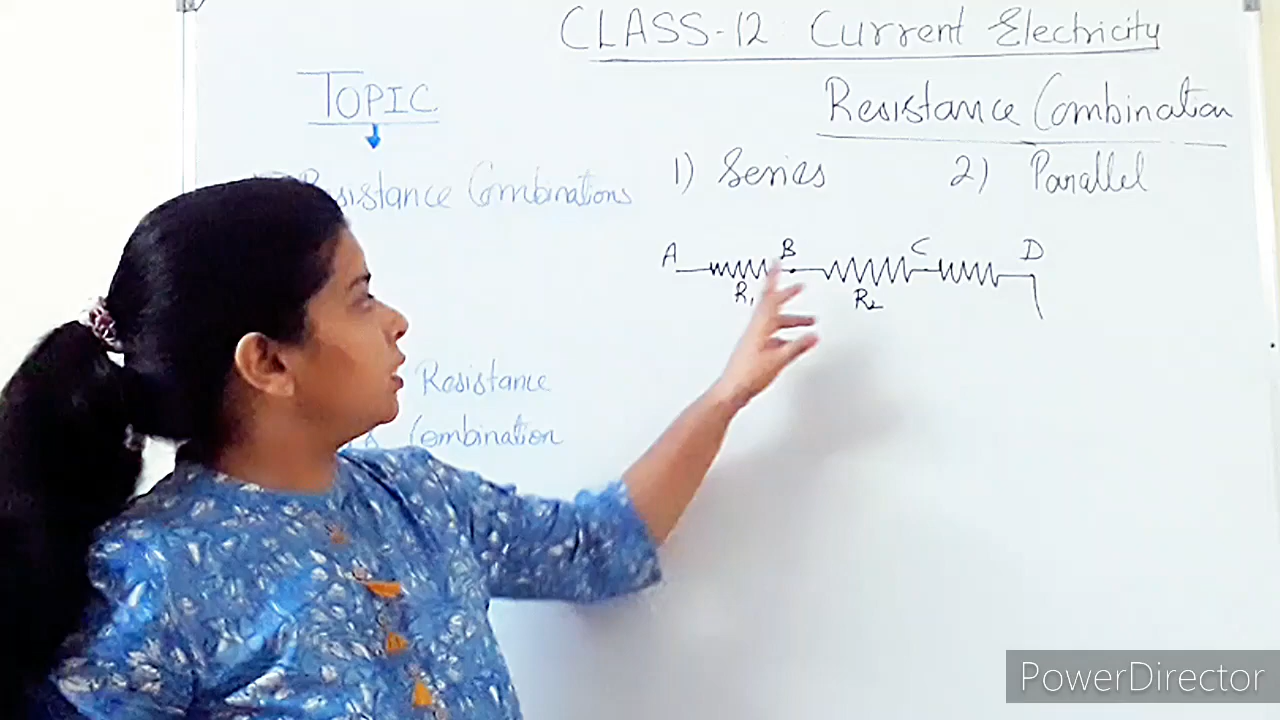 CLASS-12: Current Electricity
TOPIC
Resistance Combination
Resistance Combinations
1) Series 2) Parallel
A B C D
R1 R2
Resistance
Combination
PowerDirector